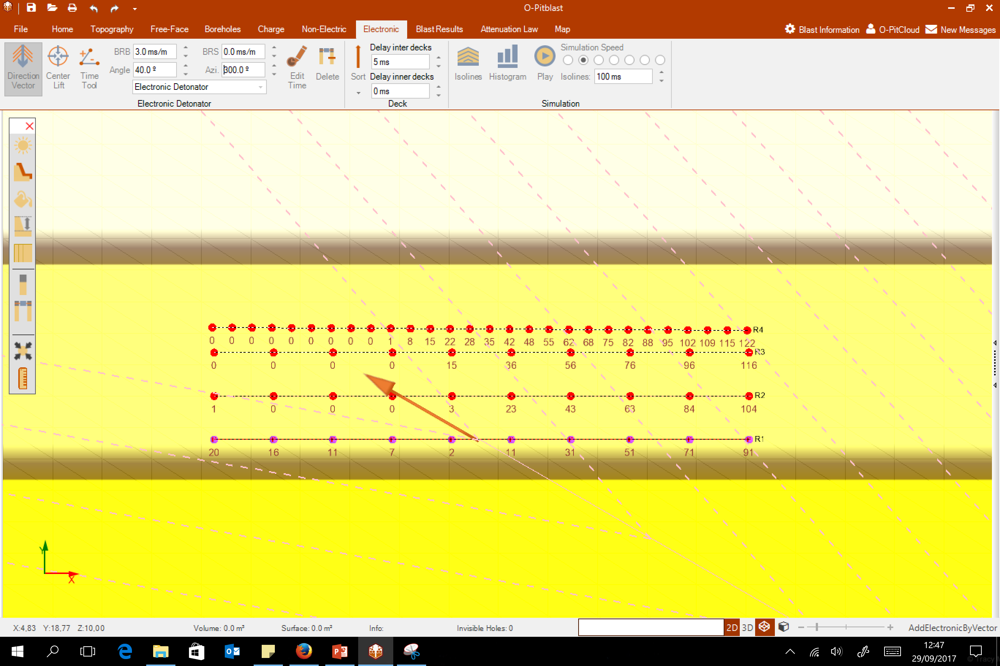 O-Pitblast
File Home Topography Free-Face Boreholes Charge Non-Electric Electronic Blast Results Attenuation Law Map Blast Information O-PitCloud New Messages
Direction Vector
Center Lift
Time Tool
BRB 3.0 ms/m BRS 0.0 ms/m
Angle 40.0 º Azi. 300.0 º
Electronic Detonator
Electronic Detonator
Edit Time
Delete
Sort
Delay inter decks
5 ms
Delay inner decks
0 ms
Deck
Isolines
Histogram
Play
Simulation Speed
Isolines: 100 ms
Simulation
R4
0 0 0 0 0 0 0 0 0 1 8 15 22 28 35 42 48 55 62 68 75 82 88 95 102 109 115 122
R3
0 0 0 0 15 36 56 76 96 116
R2
1 0 0 0 3 23 43 63 84 104
R1
20 16 11 7 2 11 31 51 71 91
Y
X
X:4,83 Y:18,77 Z:10,00 Volume: 0.0 m³ Surface: 0.0 m² Info: Invisible Holes: 0 2D 3D AddElectronicByVector
12:47
29/09/2017